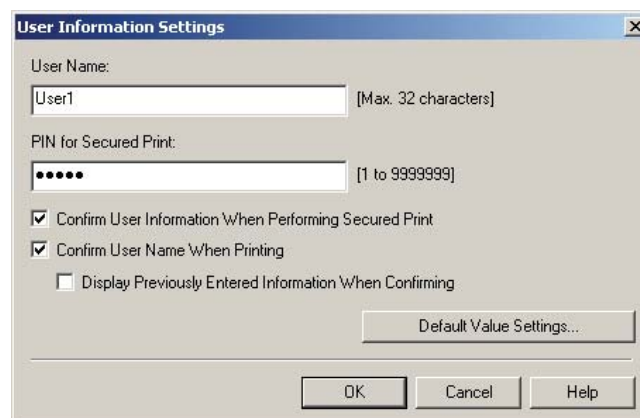 User Information Settings
User Name:
User1 [Max. 32 characters]
PIN for Secured Print:
●●●●● [1 to 9999999]
Confirm User Information When Performing Secured Print
Confirm User Name When Printing
Display Previously Entered Information When Confirming
Default Value Settings...
OK Cancel Help